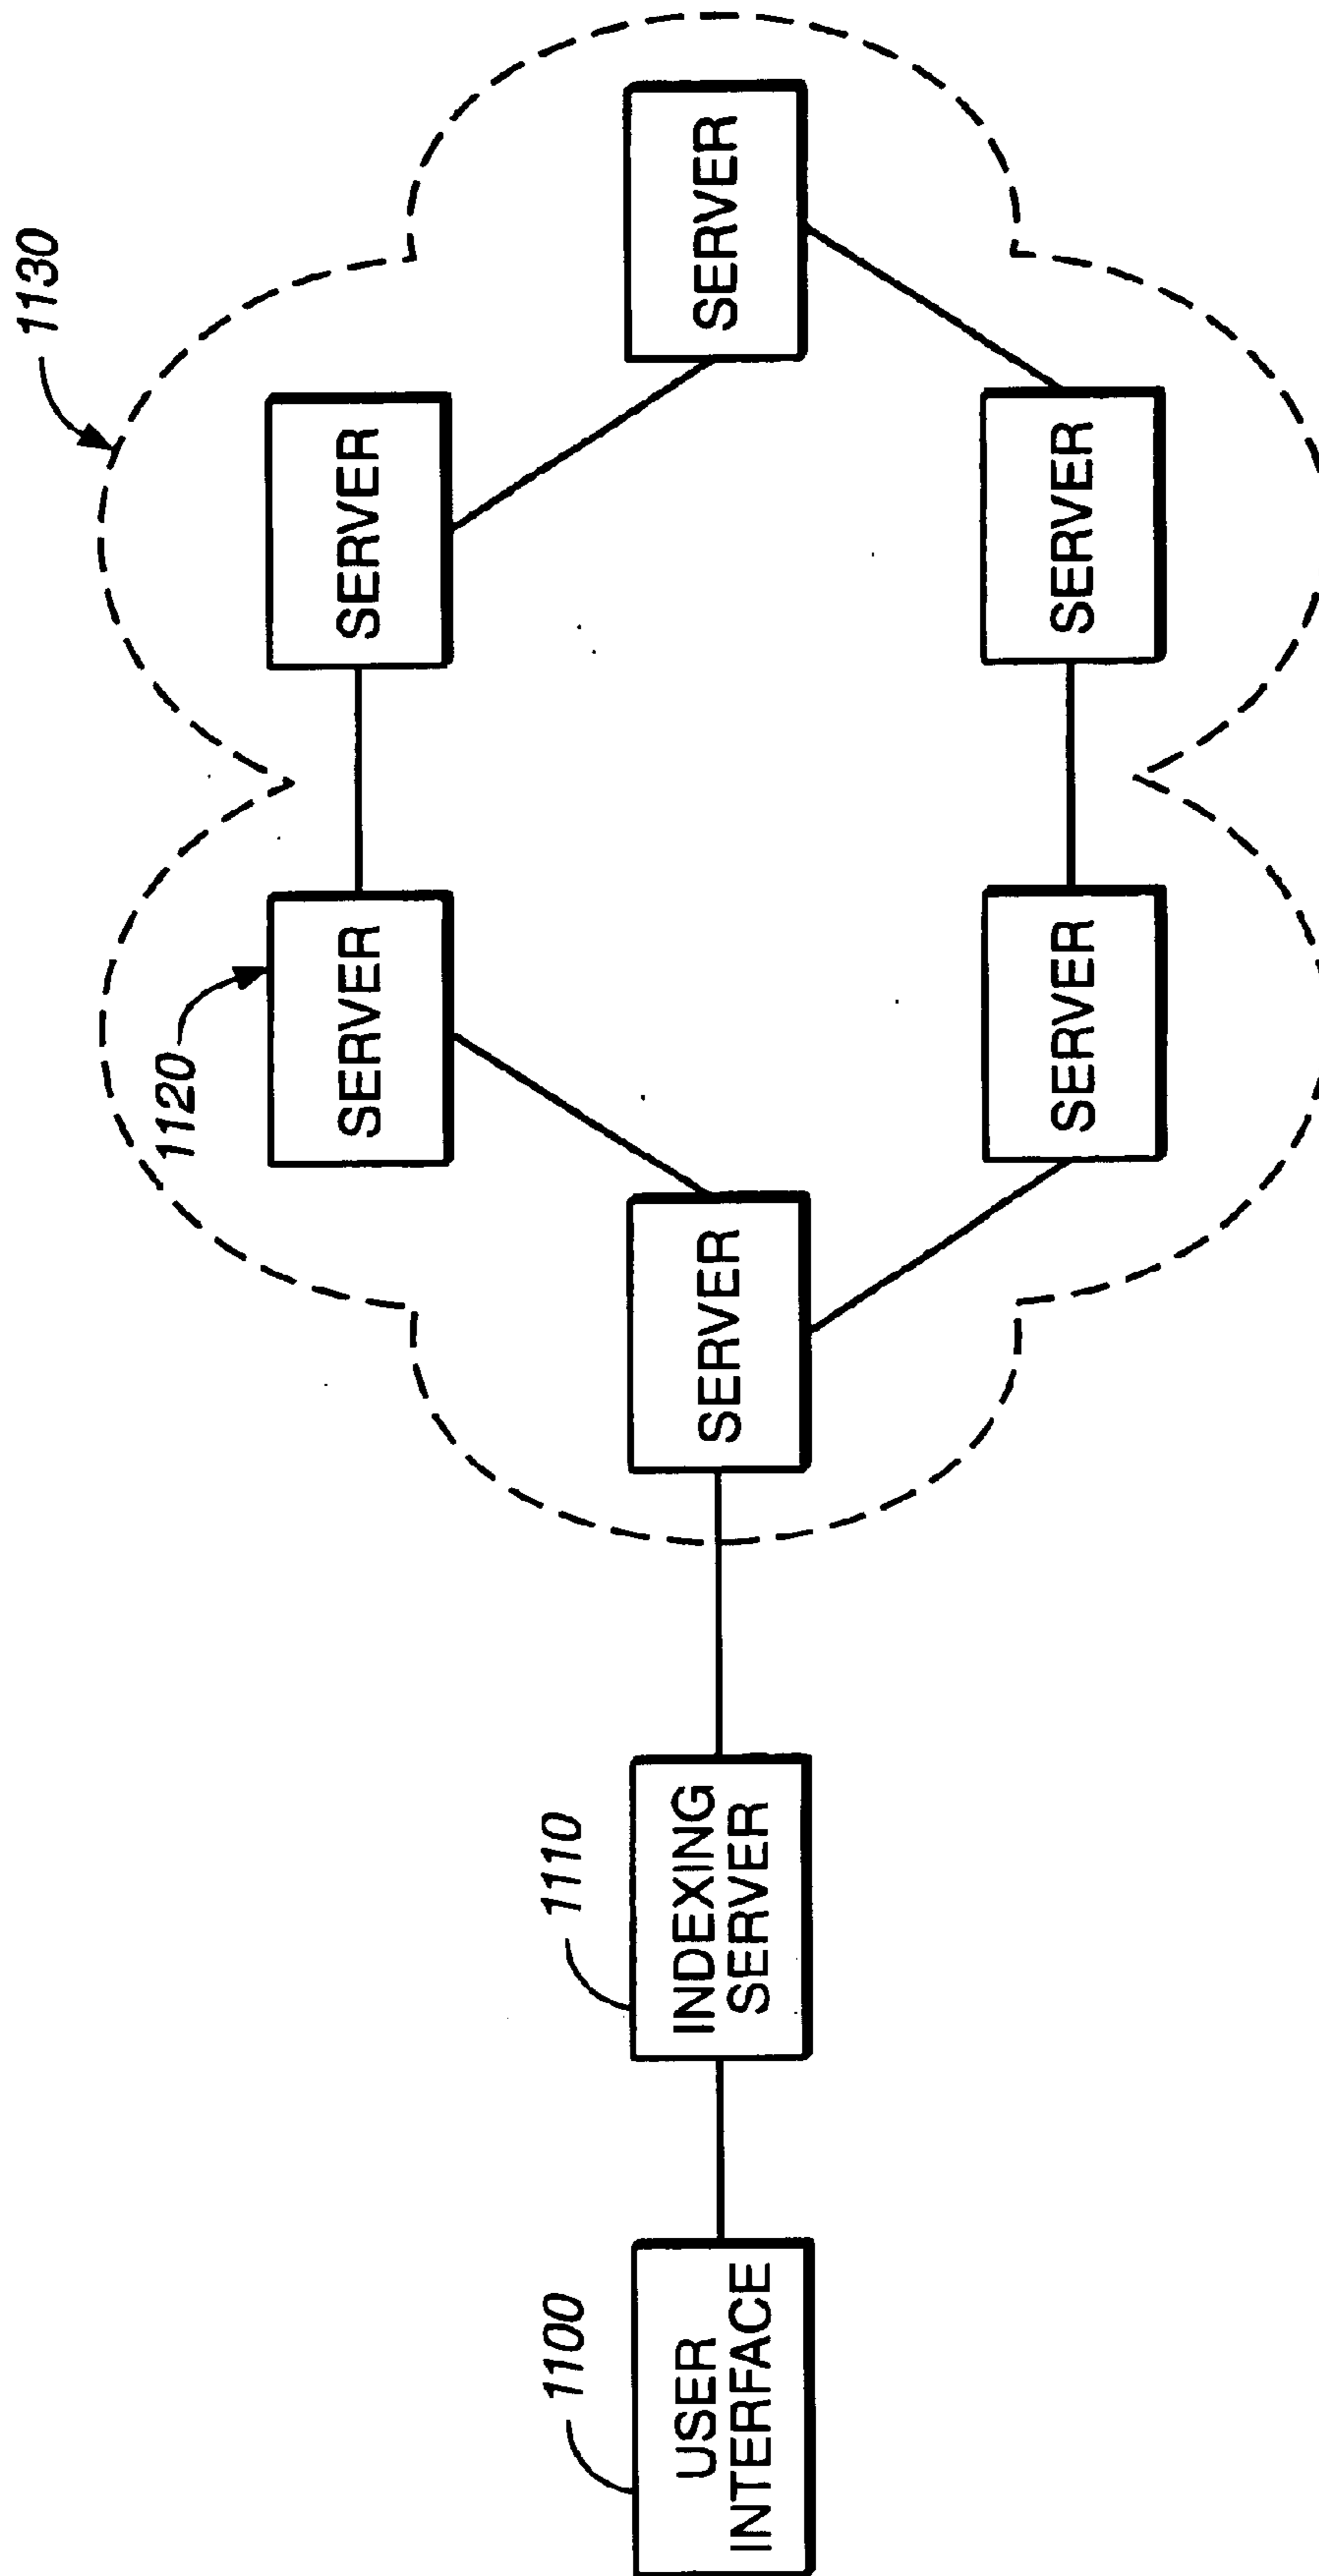 1130
1120
SERVER
SERVER
1100
1110
USER
INTERFACE
INDEXING
SERVER
SERVER
SERVER
SERVER
SERVER